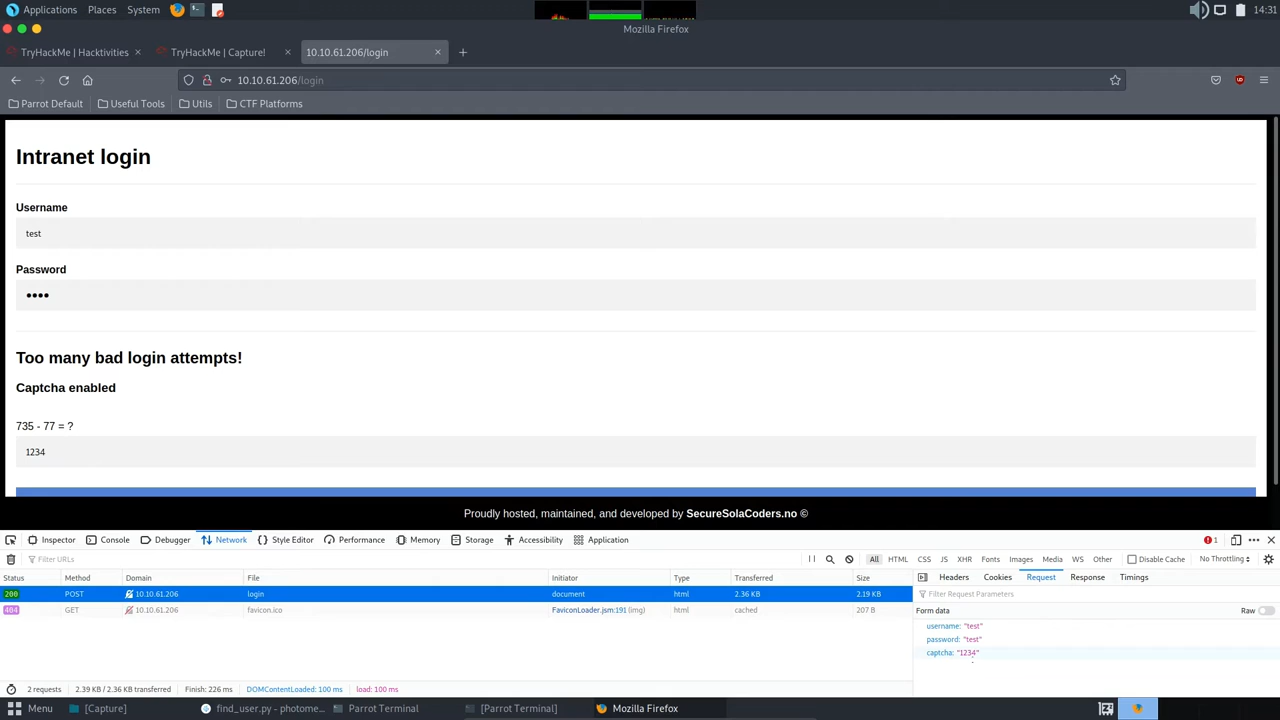 Applications Places System 14:31
Mozilla Firefox
TryHackMe | Hacktivities × TryHackMe | Capture! × 10.10.61.206/login × +
10.10.61.206/login
Parrot Default Useful Tools Utils CTF Platforms
Intranet login
Username
test
Password
••••
Too many bad login attempts!
Captcha enabled
735 - 77 = ?
1234
Proudly hosted, maintained, and developed by SecureSolaCoders.no ©
Inspector Console Debugger Network Style Editor Performance Memory Storage Accessibility Application 1
Filter URLs All HTML CSS JS XHR Fonts Images Media WS Other Disable Cache No Throttling
Status Method Domain File Initiator Type Transferred Size Headers Cookies Request Response Timings
200 POST 10.10.61.206 login document html 2.36 KB 2.19 KB Filter Request Parameters
404 GET 10.10.61.206 favicon.ico FaviconLoader.jsm:191 (img) html cached 207 B Form data Raw
username: "test"
password: "test"
captcha: "1234"
2 requests 2.39 KB / 2.36 KB transferred Finish: 226 ms DOMContentLoaded: 100 ms load: 100 ms
Menu [Capture] find_user.py - photome... Parrot Terminal [Parrot Terminal] Mozilla Firefox